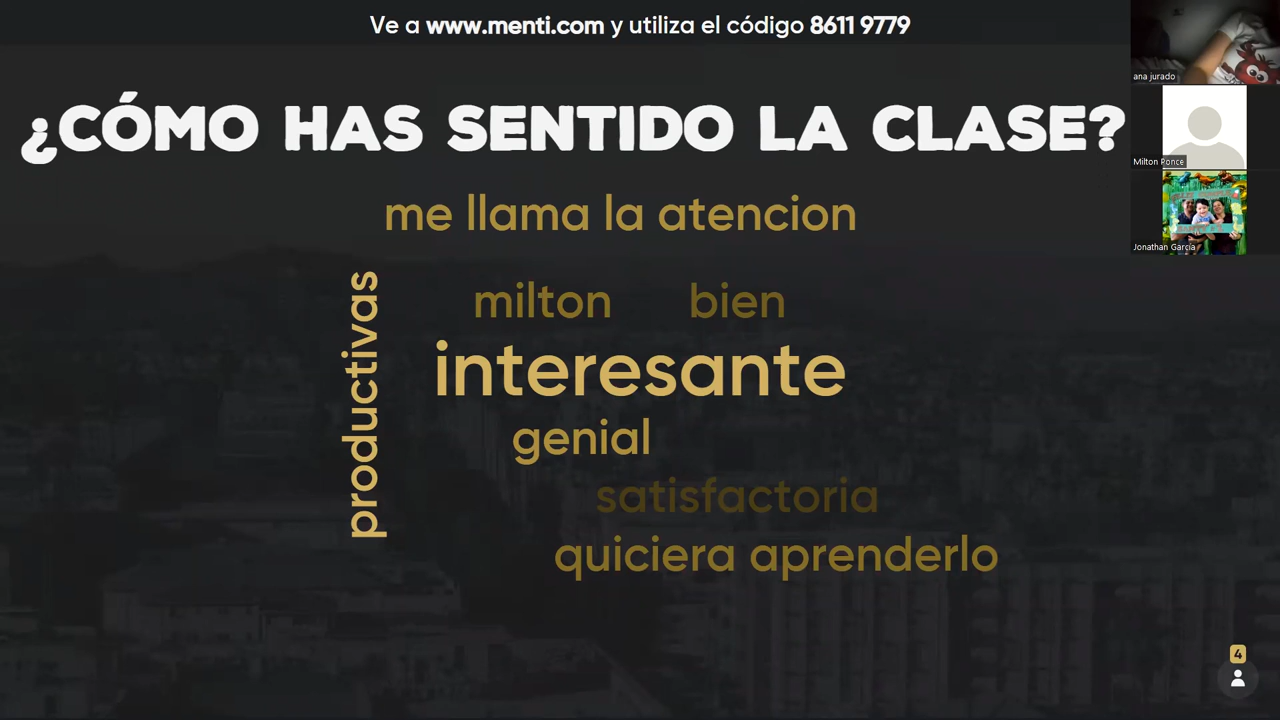 Ve a www.menti.com y utiliza el código 8611 9779
¿CÓMO HAS SENTIDO LA CLASE?
me llama la atencion
productivas
milton
bien
interesante
genial
satisfactoria
quiciera aprenderlo
ana jurado
Milton Ponce
Jonathan Garcia
4